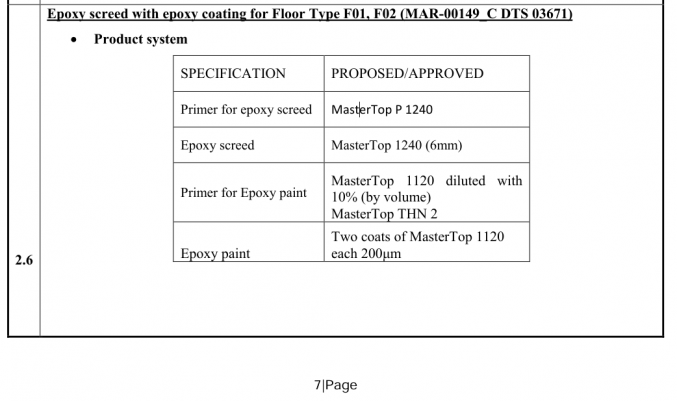 Epoxy screed with epoxy coating for Floor Type F01, F02 (MAR-00149_C DTS 03671)
• Product system
SPECIFICATION PROPOSED/APPROVED
Primer for epoxy screed MasterTop P 1240
Epoxy screed MasterTop 1240 (6mm)
Primer for Epoxy paint MasterTop 1120 diluted with
10% (by volume)
MasterTop THN 2
Two coats of MasterTop 1120
Epoxy paint each 200µm
2.6
7|Page